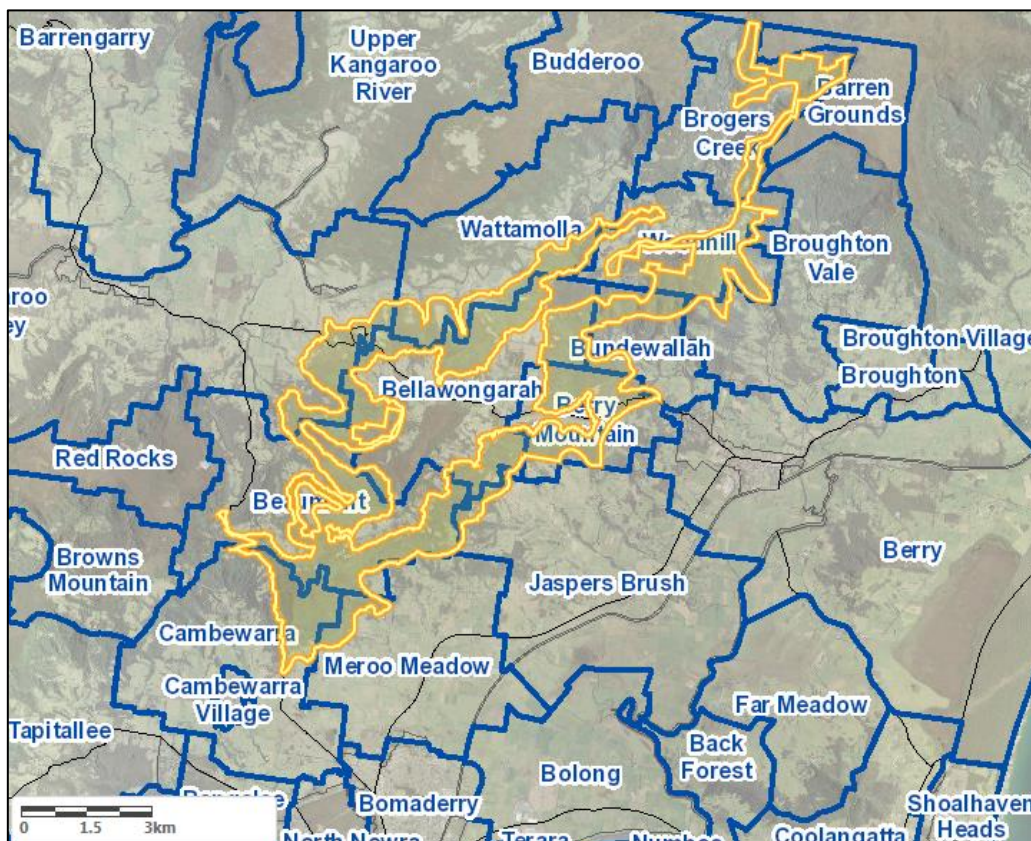 Barrengarry
Upper
Kangaroo
River
Budderoo
Barren
Grounds
Brogers
Creek
Wattamolla
Woodhill
Broughton
Vale
Bundewallah
Broughton Village
Broughton
Bellawongarah
Berry
Mountain
Red Rocks
Beaumont
Browns
Mountain
Jaspers Brush
Berry
Cambewarra
Meroo Meadow
Cambewarra
Village
Far Meadow
Tapitallee
Back
Forest
Bolong
Bomaderry
Shoalhaven
Heads
Coolangatta
Terara
0 1.5 3km